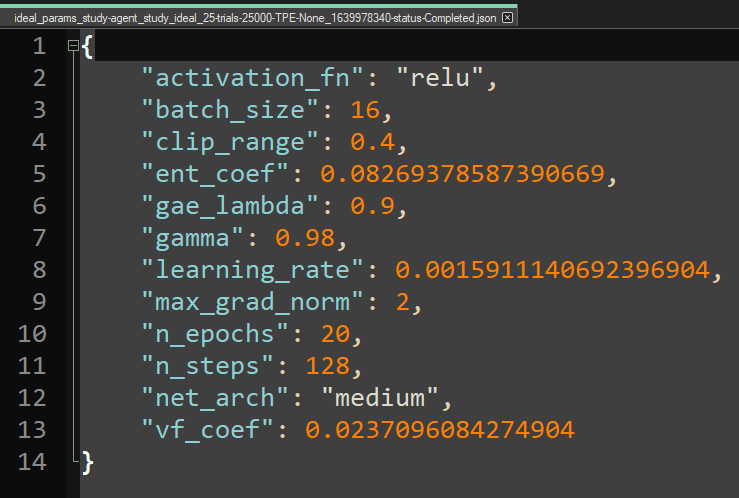 ideal_params_study-agent_study_ideal_25-trials-25000-TPE-None_1639978340-status-Completed.json
1 {
2 "activation_fn": "relu",
3 "batch_size": 16,
4 "clip_range": 0.4,
5 "ent_coef": 0.08269378587390669,
6 "gae_lambda": 0.9,
7 "gamma": 0.98,
8 "learning_rate": 0.0015911140692396904,
9 "max_grad_norm": 2,
10 "n_epochs": 20,
11 "n_steps": 128,
12 "net_arch": "medium",
13 "vf_coef": 0.0237096084274904
14 }